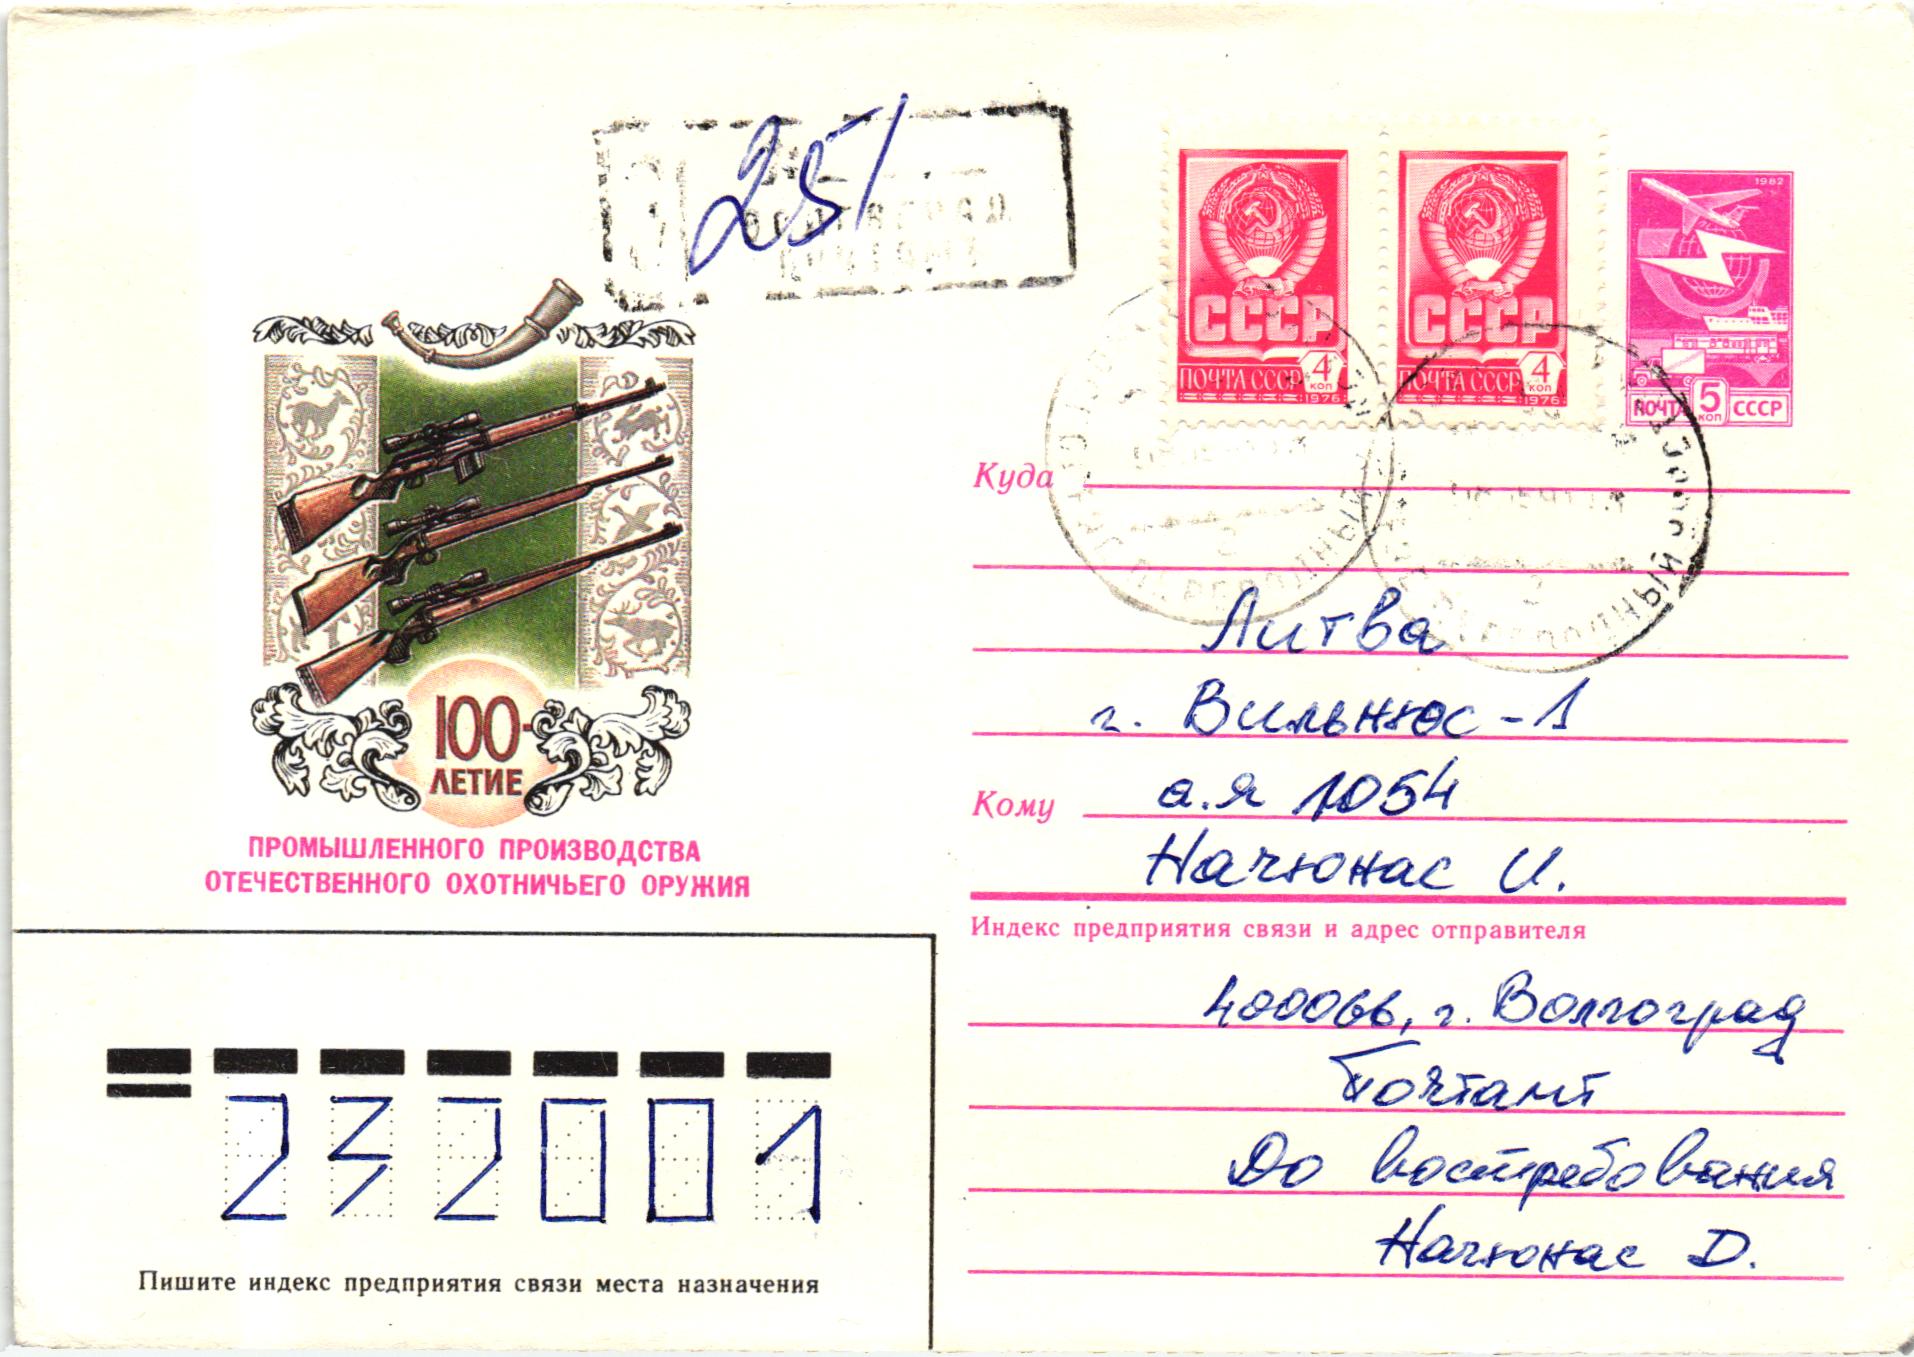 251
ВОЛГОГРАД
ПОЧТАМТ
СССР
4
КОП
ПОЧТА СССР
1976
СССР
4
КОП
ПОЧТА СССР
1976
1982
ПОЧТА 5 КОП СССР
100-
ЛЕТИЕ
ПРОМЫШЛЕННОГО ПРОИЗВОДСТВА
ОТЕЧЕСТВЕННОГО ОХОТНИЧЬЕГО ОРУЖИЯ
Куда
Литва
г. Вильнюс-1
Кому а.я 1054
Начюнас И.
Индекс предприятия связи и адрес отправителя
400066, г. Волгоград
Почтамт
До востребования
Начюнас Д.
232001
Пишите индекс предприятия связи места назначения